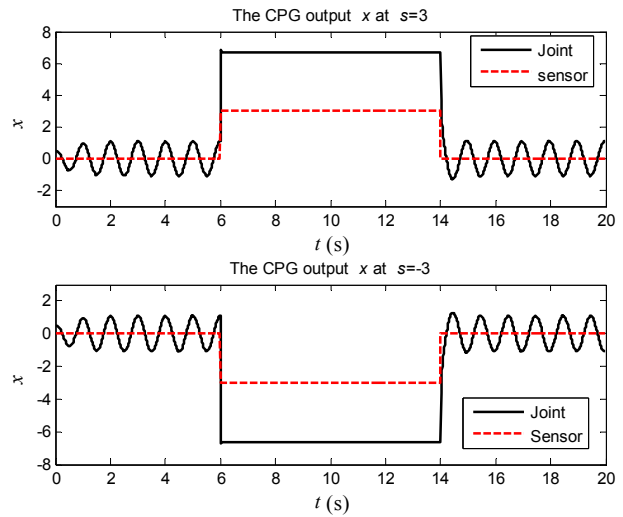 The CPG output x at s=3
8
6
4
2
0
-2
x
Joint
sensor
0 2 4 6 8 10 12 14 16 18 20
t (s)
The CPG output x at s=-3
2
0
-2
-4
-6
-8
x
Joint
Sensor
0 2 4 6 8 10 12 14 16 18 20
t (s)